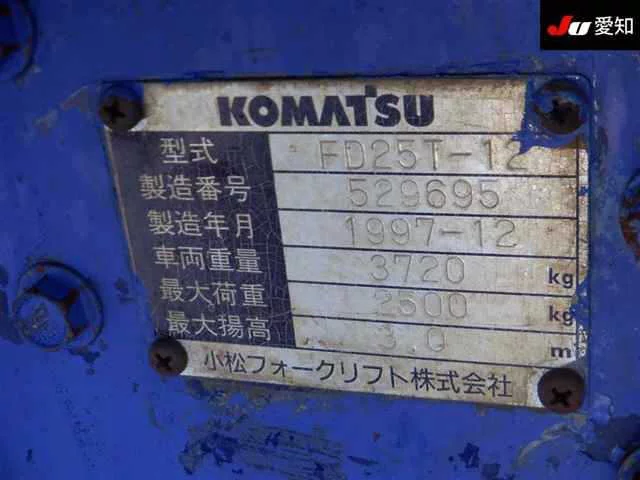 JU 愛知
KOMATSU
型式 FD25T-12
製造番号 529695
製造年月 1997-12
車両重量 3720 kg
最大荷重 2500 kg
最大揚高 3.0 m
小松フォークリフト株式会社